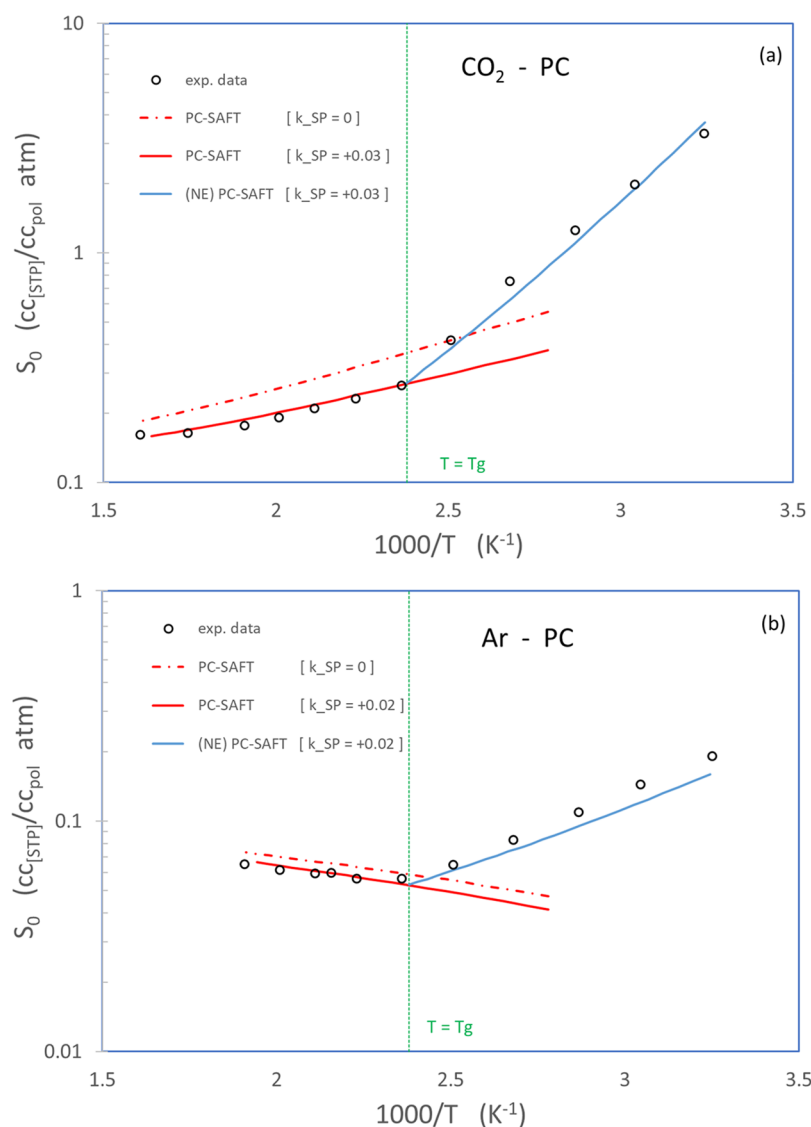 (a)
CO2 - PC
exp. data
PC-SAFT [ k_SP = 0 ]
PC-SAFT [ k_SP = +0.03 ]
(NE) PC-SAFT [ k_SP = +0.03 ]
S0 (cc[STP]/ccpol atm)
10
1
0.1
T = Tg
1.5 2 2.5 3 3.5
1000/T (K-1)
(b)
Ar - PC
exp. data
PC-SAFT [ k_SP = 0 ]
PC-SAFT [ k_SP = +0.02 ]
(NE) PC-SAFT [ k_SP = +0.02 ]
S0 (cc[STP]/ccpol atm)
1
0.1
0.01
T = Tg
1.5 2 2.5 3 3.5
1000/T (K-1)